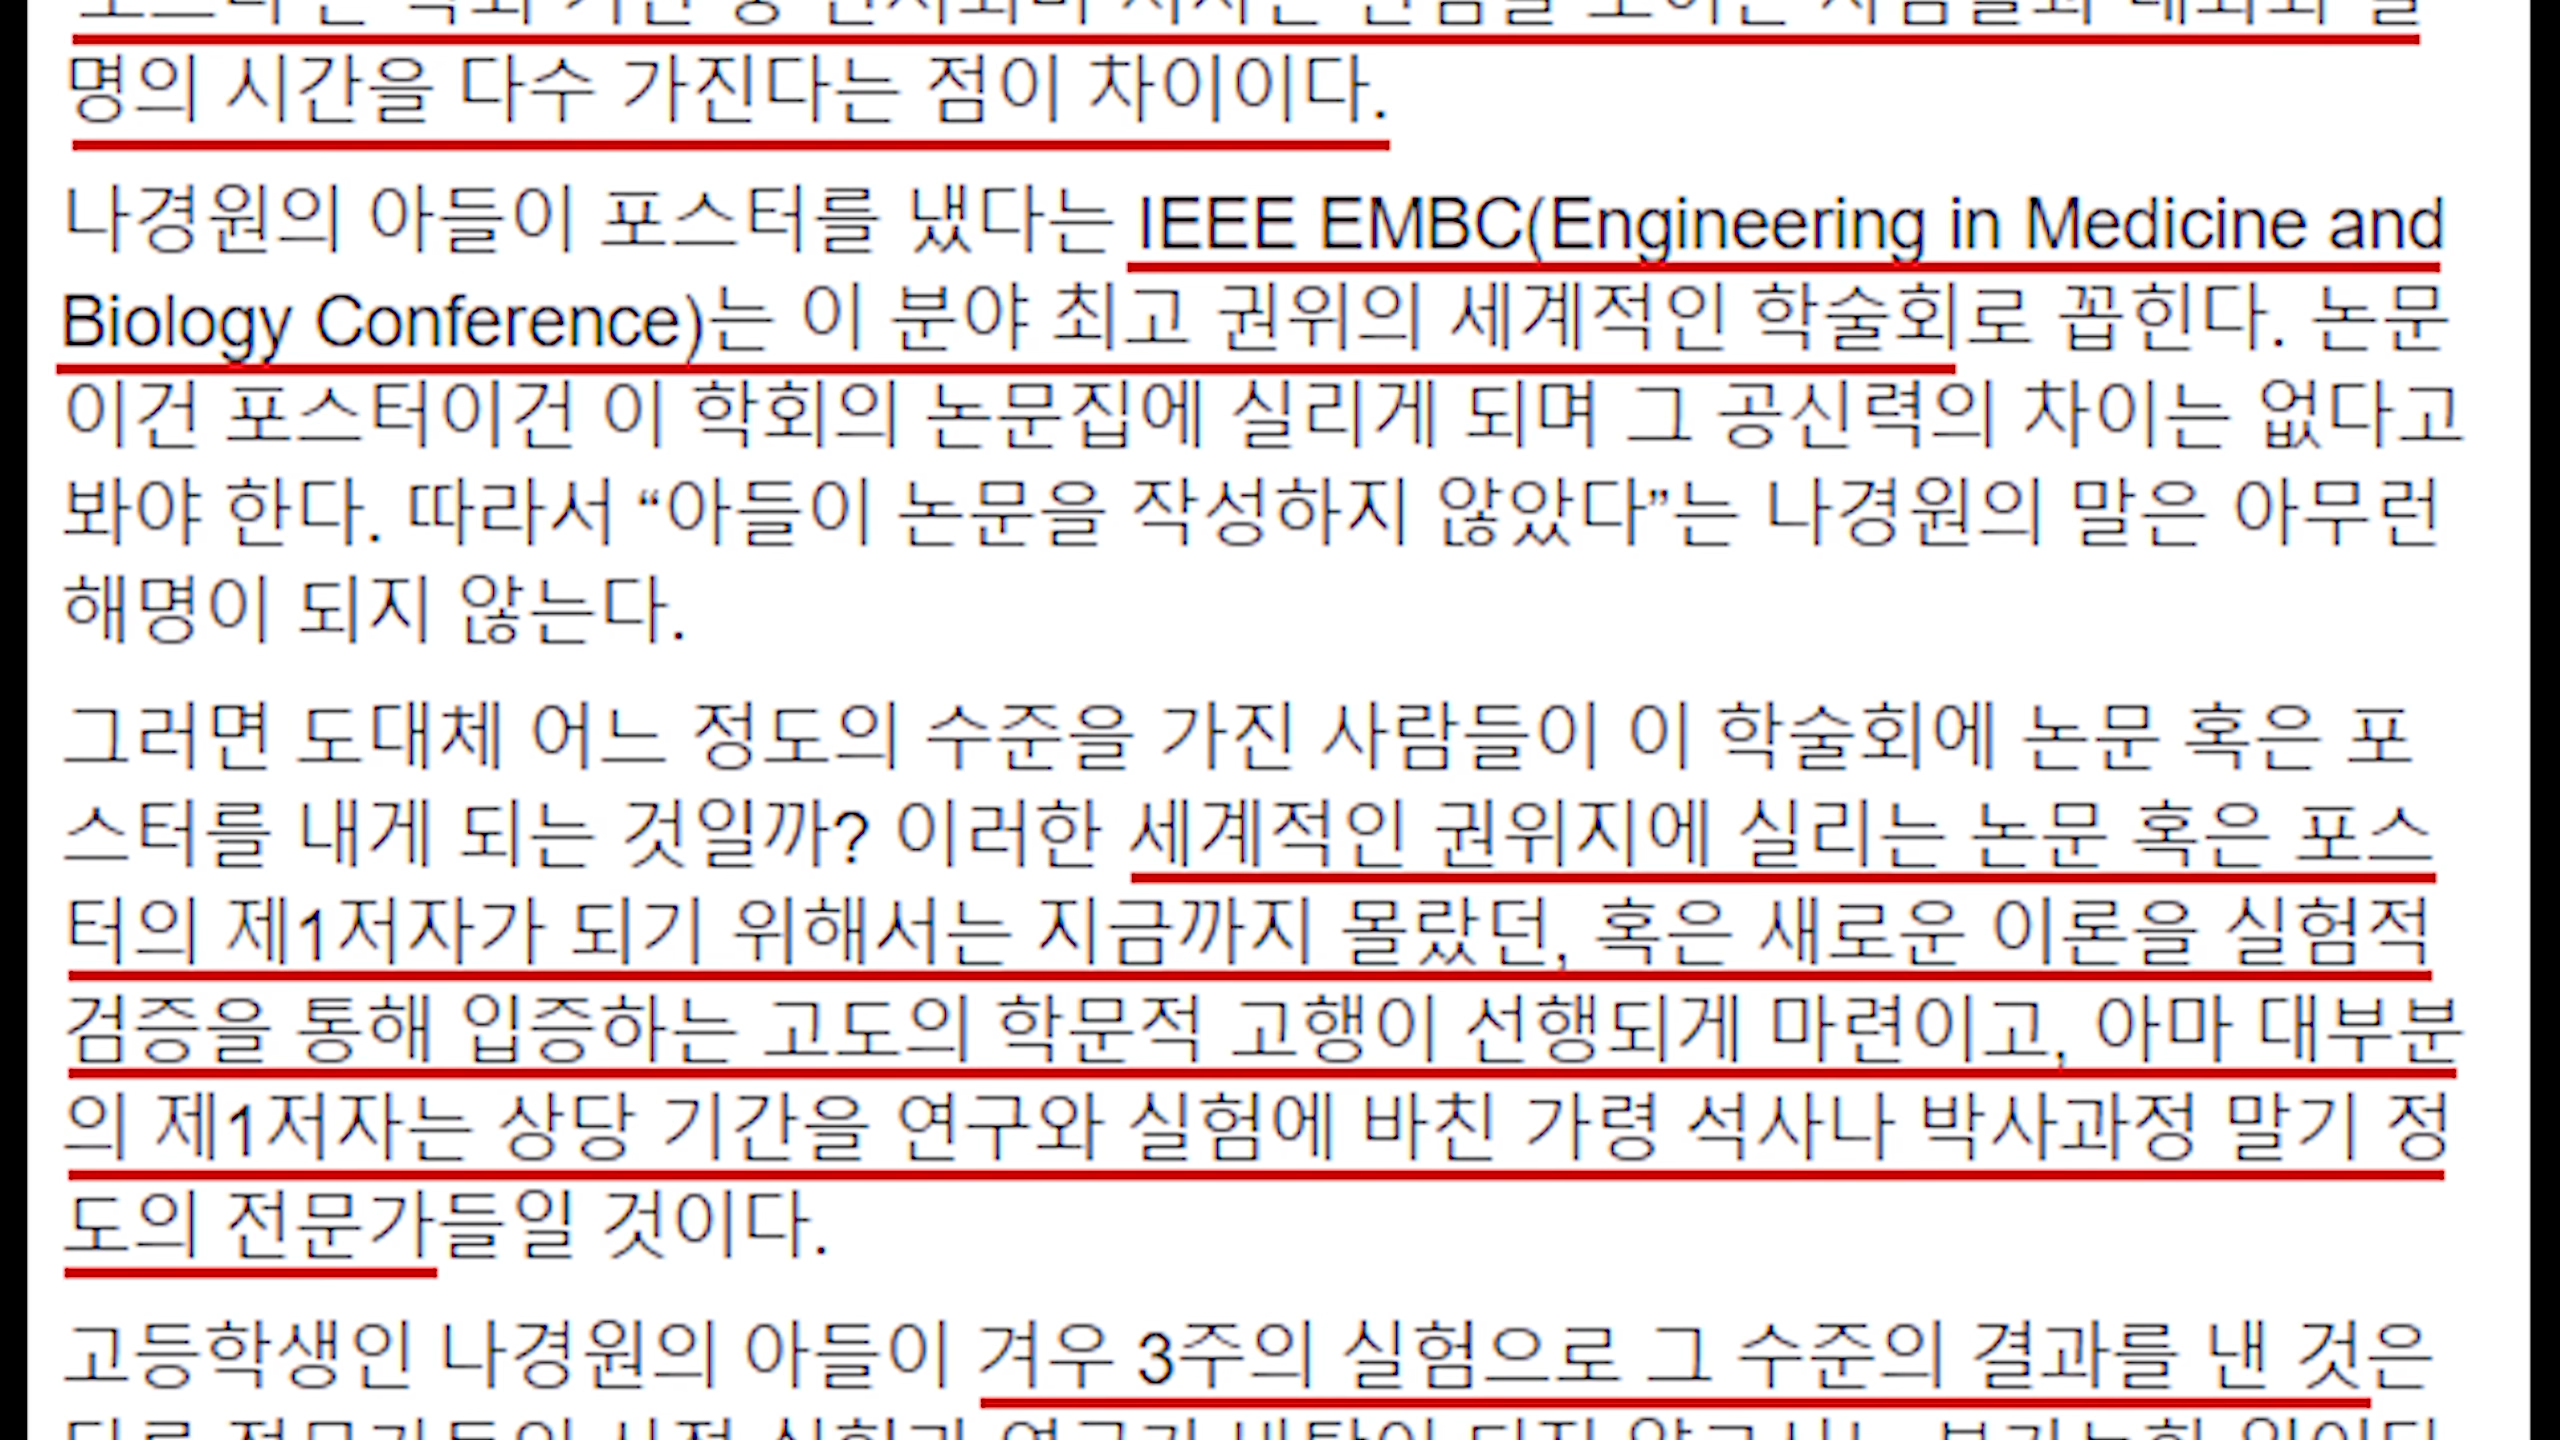 명의 시간을 다수 가진다는 점이 차이이다.
나경원의 아들이 포스터를 냈다는 IEEE EMBC(Engineering in Medicine and
Biology Conference)는 이 분야 최고 권위의 세계적인 학술회로 꼽힌다. 논문
이건 포스터이건 이 학회의 논문집에 실리게 되며 그 공신력의 차이는 없다고
봐야 한다. 따라서 “아들이 논문을 작성하지 않았다”는 나경원의 말은 아무런
해명이 되지 않는다.
그러면 도대체 어느 정도의 수준을 가진 사람들이 이 학술회에 논문 혹은 포
스터를 내게 되는 것일까? 이러한 세계적인 권위지에 실리는 논문 혹은 포스
터의 제1저자가 되기 위해서는 지금까지 몰랐던, 혹은 새로운 이론을 실험적
검증을 통해 입증하는 고도의 학문적 고행이 선행되게 마련이고, 아마 대부분
의 제1저자는 상당 기간을 연구와 실험에 바친 가령 석사나 박사과정 말기 정
도의 전문가들일 것이다.
고등학생인 나경원의 아들이 겨우 3주의 실험으로 그 수준의 결과를 낸 것은